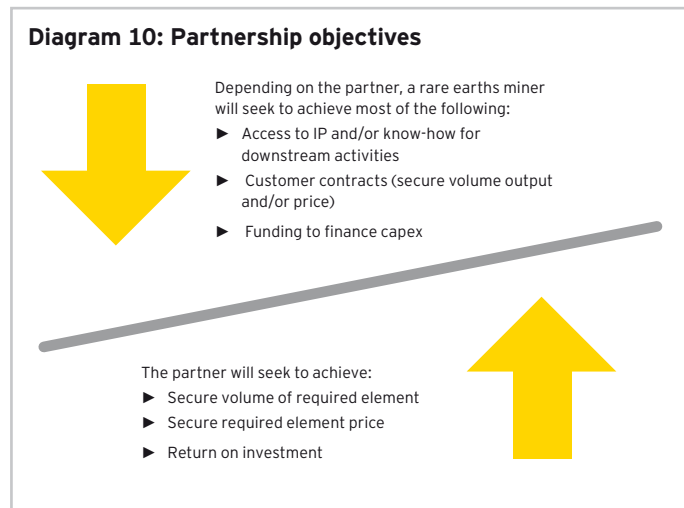 Diagram 10: Partnership objectives
Depending on the partner, a rare earths miner
will seek to achieve most of the following:
► Access to IP and/or know-how for
downstream activities
► Customer contracts (secure volume output
and/or price)
► Funding to finance capex
The partner will seek to achieve:
► Secure volume of required element
► Secure required element price
► Return on investment